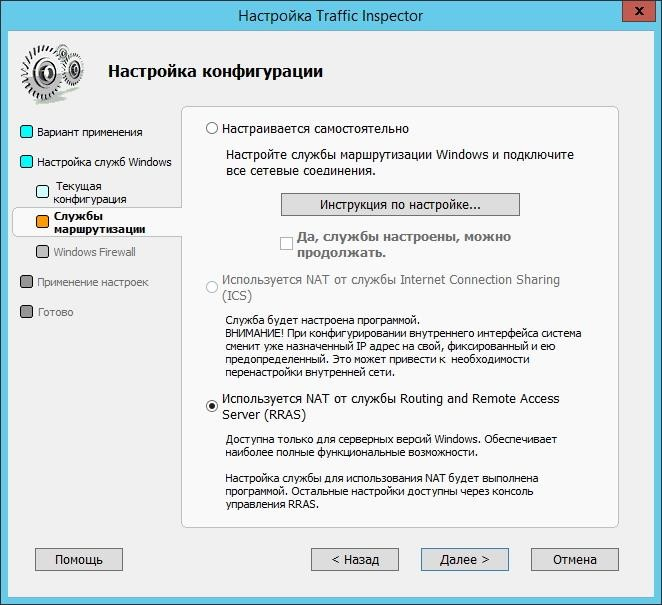 Настройка Traffic Inspector
x
Настройка конфигурации
Вариант применения
Настройка служб Windows
Текущая
конфигурация
Службы
маршрутизации
Windows Firewall
Применение настроек
Готово
Настраивается самостоятельно
Настройте службы маршрутизации Windows и подключите
все сетевые соединения.
Инструкция по настройке...
Да, службы настроены, можно
продолжать.
Используется NAT от службы Internet Connection Sharing
(ICS)
Служба будет настроена программой.
ВНИМАНИЕ! При конфигурировании внутреннего интерфейса система
сменит уже назначенный IP адрес на свой, фиксированный и ею
предопределенный. Это может привести к необходимости
перенастройки внутренней сети.
Используется NAT от службы Routing and Remote Access
Server (RRAS)
Доступна только для серверных версий Windows. Обеспечивает
наиболее полные функциональные возможности.
Настройка службы для использования NAT будет выполнена
программой. Остальные настройки доступны через консоль
управления RRAS.
Помощь
< Назад
Далее >
Отмена